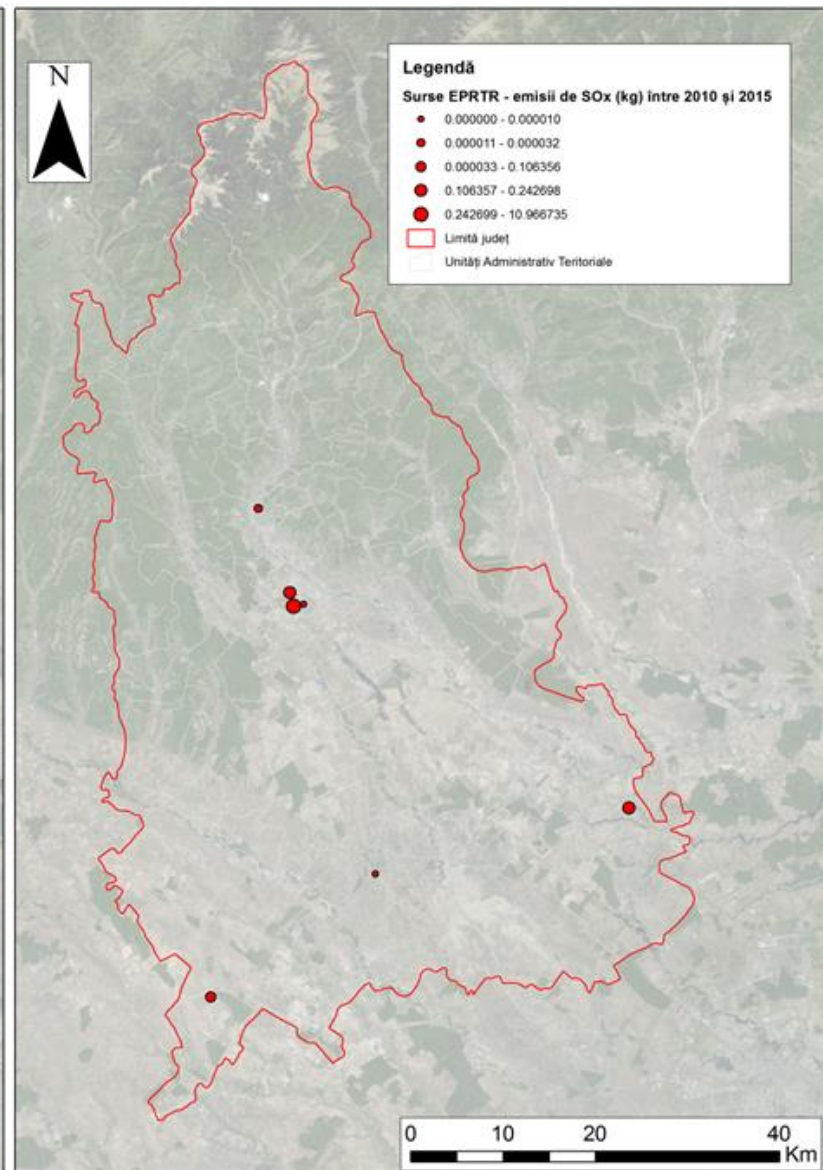 N
Legendă
Surse EPRTR - emisii de SOx (kg) între 2010 și 2015
0.000000 - 0.000010
0.000011 - 0.000032
0.000033 - 0.106356
0.106357 - 0.242698
0.242699 - 10.966735
Limită județ
Unități Administrativ Teritoriale
0 10 20 40
Km